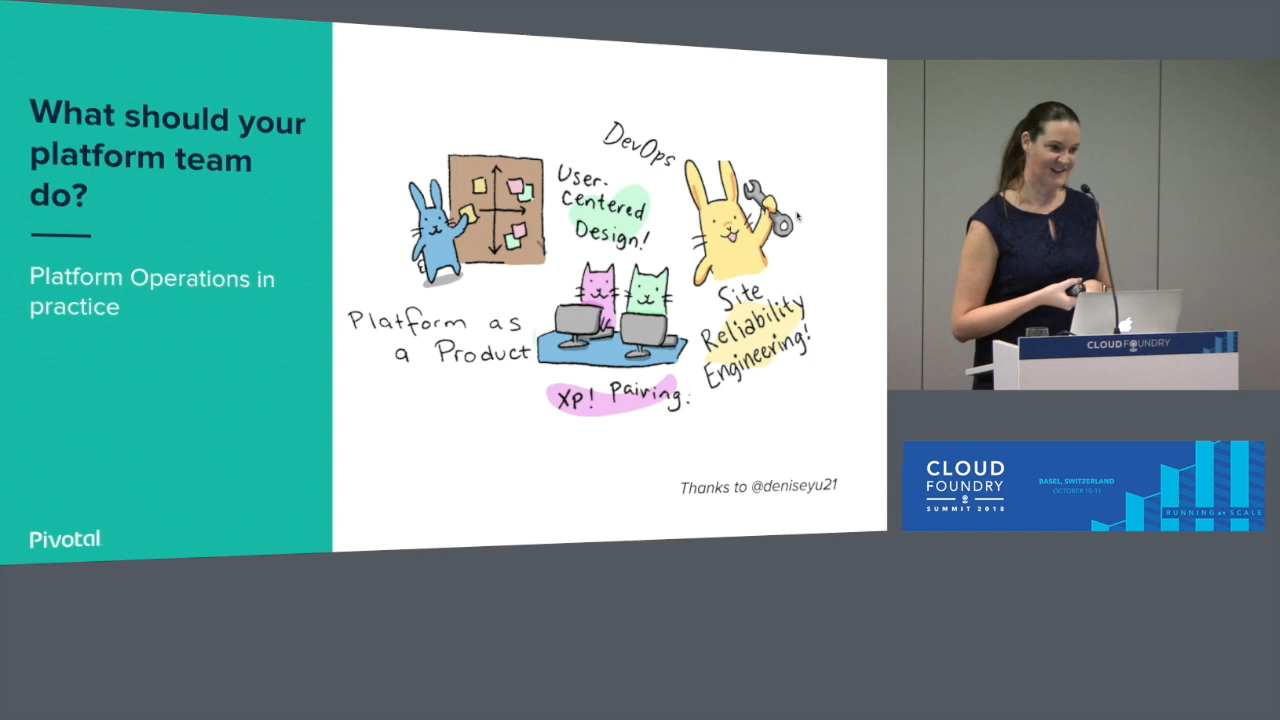 What should your
platform team
do?
Platform Operations in
practice
Pivotal
DevOps
User-
Centered
Design!
Platform as
a Product
Site
Reliability
Engineering!
XP! Pairing.
Thanks to @deniseyu21
CLOUD FOUNDRY
CLOUD
FOUNDRY
SUMMIT 2018
BASEL, SWITZERLAND
OCTOBER 10-11
RUNNING AT SCALE